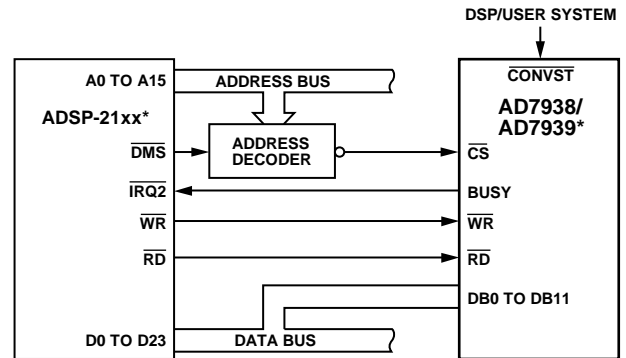 DSP/USER SYSTEM
A0 TO A15
ADDRESS BUS
CONVST
ADSP-21xx*
AD7938/
AD7939*
DMS
ADDRESS
DECODER
CS
IRQ2
BUSY
WR
WR
RD
RD
DB0 TO DB11
D0 TO D23
DATA BUS